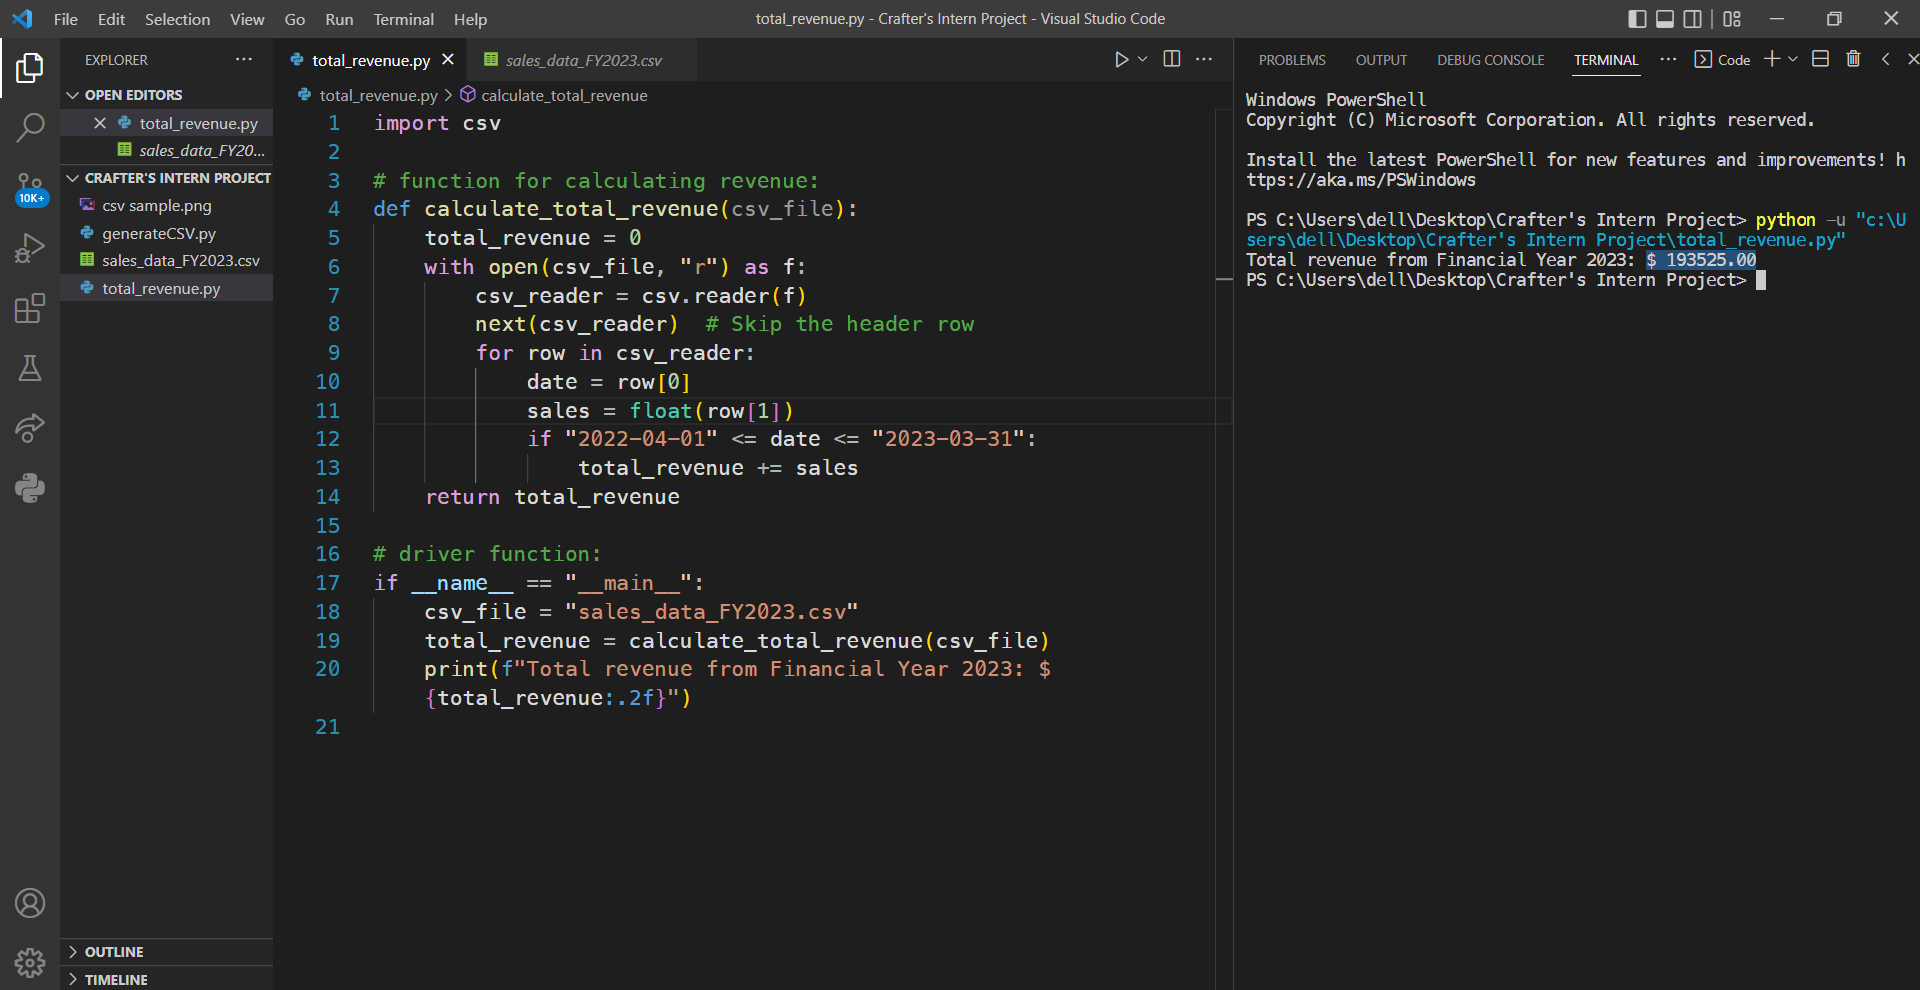 File Edit Selection View Go Run Terminal Help
total_revenue.py - Crafter's Intern Project - Visual Studio Code
EXPLORER ···
OPEN EDITORS
total_revenue.py
sales_data_FY20...
CRAFTER'S INTERN PROJECT
csv sample.png
generateCSV.py
sales_data_FY2023.csv
total_revenue.py
OUTLINE
TIMELINE
10K+
total_revenue.py
sales_data_FY2023.csv
total_revenue.py > calculate_total_revenue
1 import csv
2
3 # function for calculating revenue:
4 def calculate_total_revenue(csv_file):
5 total_revenue = 0
6 with open(csv_file, "r") as f:
7 csv_reader = csv.reader(f)
8 next(csv_reader)  # Skip the header row
9 for row in csv_reader:
10 date = row[0]
11 sales = float(row[1])
12 if "2022-04-01" <= date <= "2023-03-31":
13 total_revenue += sales
14 return total_revenue
15
16 # driver function:
17 if __name__ == "__main__":
18 csv_file = "sales_data_FY2023.csv"
19 total_revenue = calculate_total_revenue(csv_file)
20 print(f"Total revenue from Financial Year 2023: $
{total_revenue:.2f}")
21
PROBLEMS OUTPUT DEBUG CONSOLE TERMINAL ··· Code
Windows PowerShell
Copyright (C) Microsoft Corporation. All rights reserved.
Install the latest PowerShell for new features and improvements! h
ttps://aka.ms/PSWindows
PS C:\Users\dell\Desktop\Crafter's Intern Project> python -u "c:\U
sers\dell\Desktop\Crafter's Intern Project\total_revenue.py"
Total revenue from Financial Year 2023: $ 193525.00
PS C:\Users\dell\Desktop\Crafter's Intern Project>